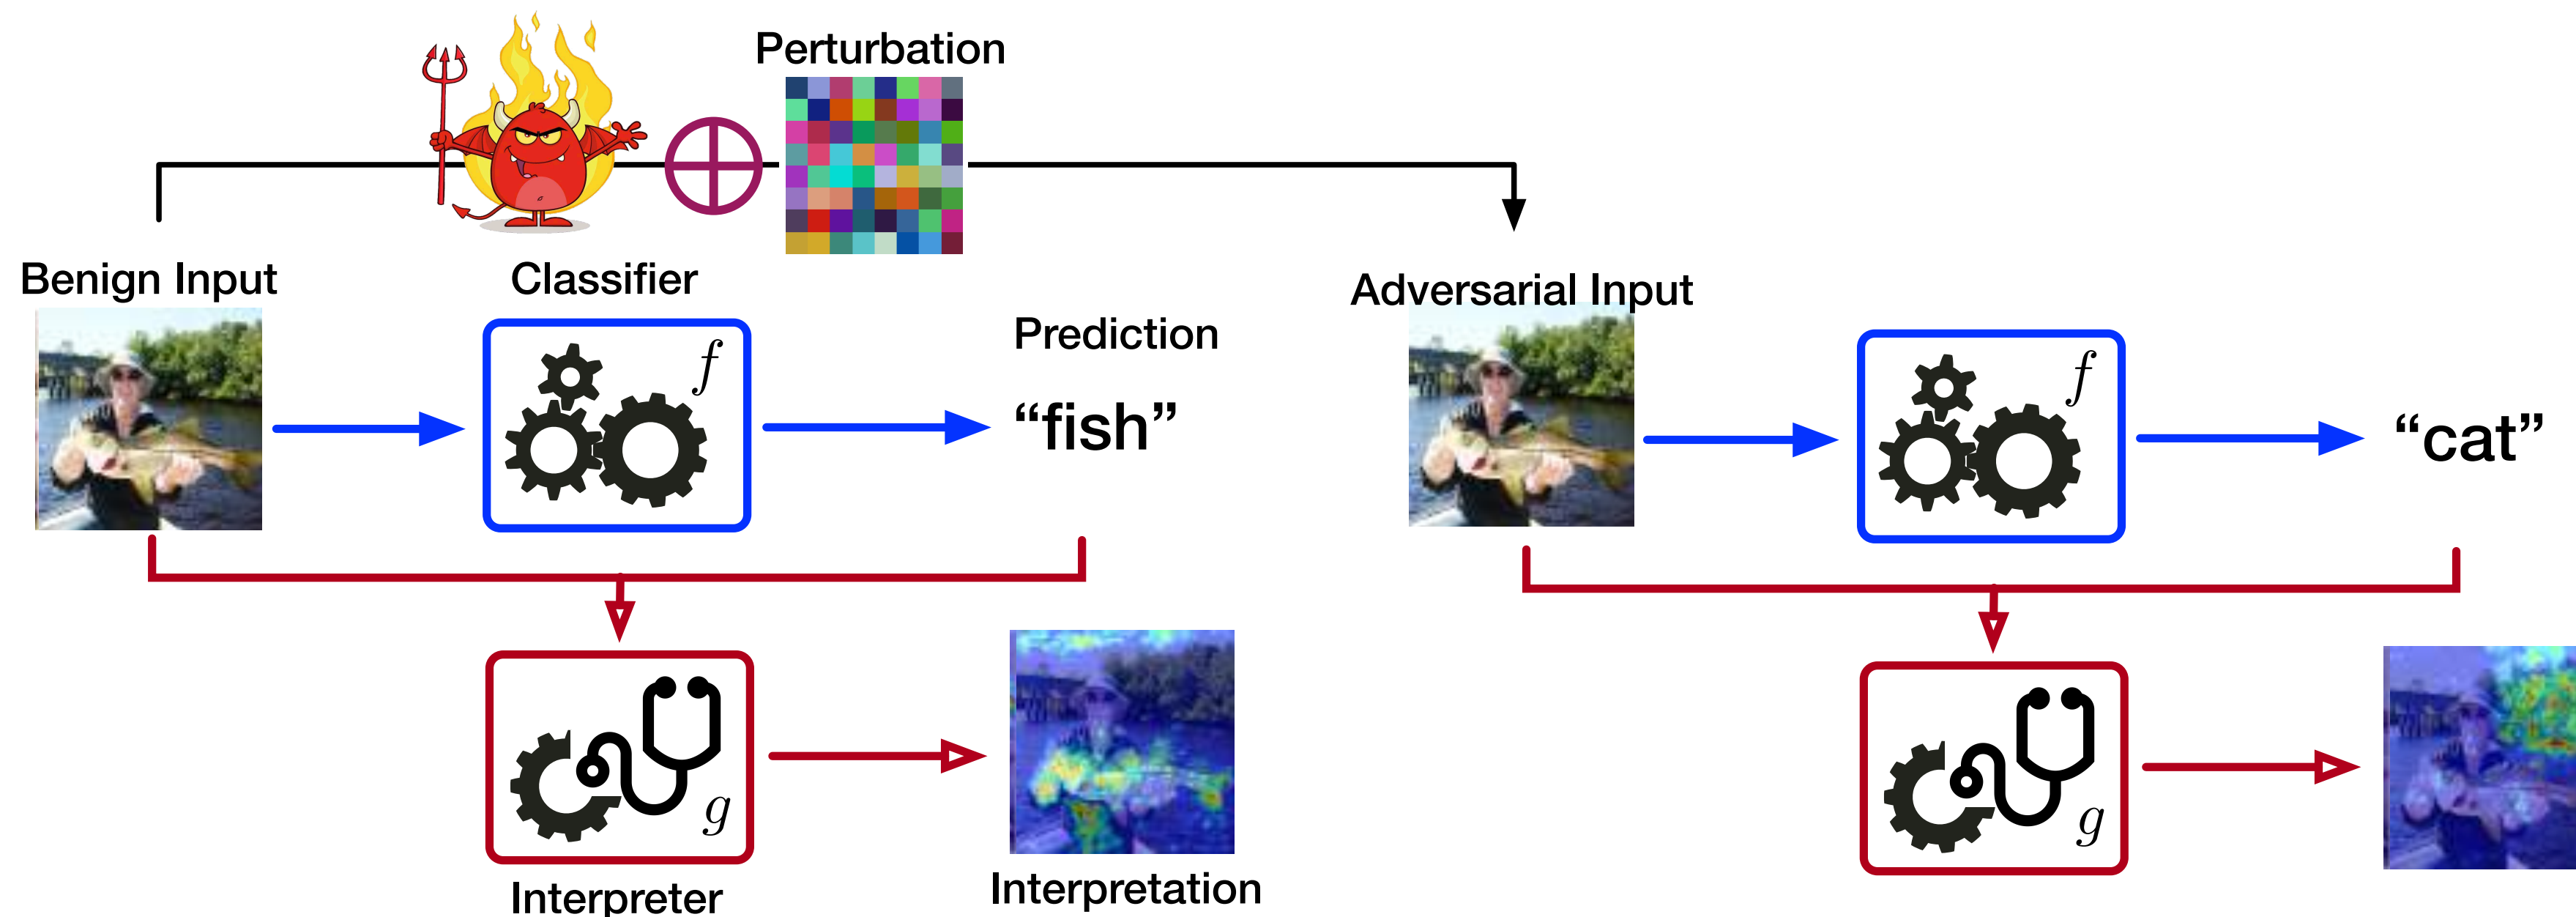 Perturbation
Benign Input
Classifier
Adversarial Input
Prediction
f
f
“fish”
“cat”
g
g
Interpreter
Interpretation